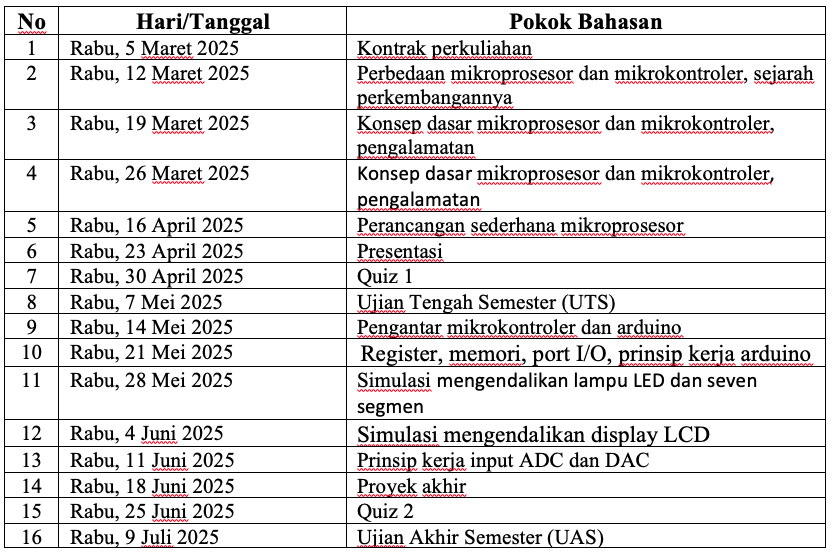 No Hari/Tanggal Pokok Bahasan
1 Rabu, 5 Maret 2025 Kontrak perkuliahan
2 Rabu, 12 Maret 2025 Perbedaan mikroprosesor dan mikrokontroler, sejarah
perkembangannya
3 Rabu, 19 Maret 2025 Konsep dasar mikroprosesor dan mikrokontroler,
pengalamatan
4 Rabu, 26 Maret 2025 Konsep dasar mikroprosesor dan mikrokontroler,
pengalamatan
5 Rabu, 16 April 2025 Perancangan sederhana mikroprosesor
6 Rabu, 23 April 2025 Presentasi
7 Rabu, 30 April 2025 Quiz 1
8 Rabu, 7 Mei 2025 Ujian Tengah Semester (UTS)
9 Rabu, 14 Mei 2025 Pengantar mikrokontroler dan arduino
10 Rabu, 21 Mei 2025 Register, memori, port I/O, prinsip kerja arduino
11 Rabu, 28 Mei 2025 Simulasi mengendalikan lampu LED dan seven
segmen
12 Rabu, 4 Juni 2025 Simulasi mengendalikan display LCD
13 Rabu, 11 Juni 2025 Prinsip kerja input ADC dan DAC
14 Rabu, 18 Juni 2025 Proyek akhir
15 Rabu, 25 Juni 2025 Quiz 2
16 Rabu, 9 Juli 2025 Ujian Akhir Semester (UAS)